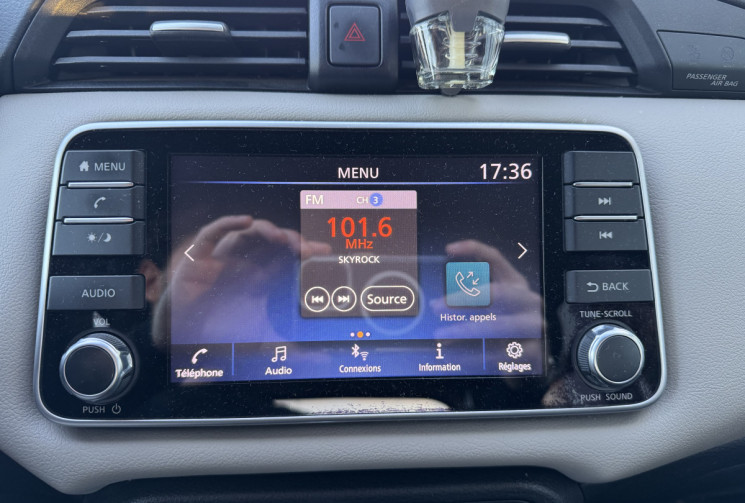 PASSENGER
AIR BAG
MENU
MENU
17:36
FM
CH 3
101.6
MHz
SKYROCK
Source
Histor. appels
Téléphone
Audio
Connexions
Information
Réglages
AUDIO
VOL
PUSH
BACK
TUNE-SCROLL
PUSH SOUND